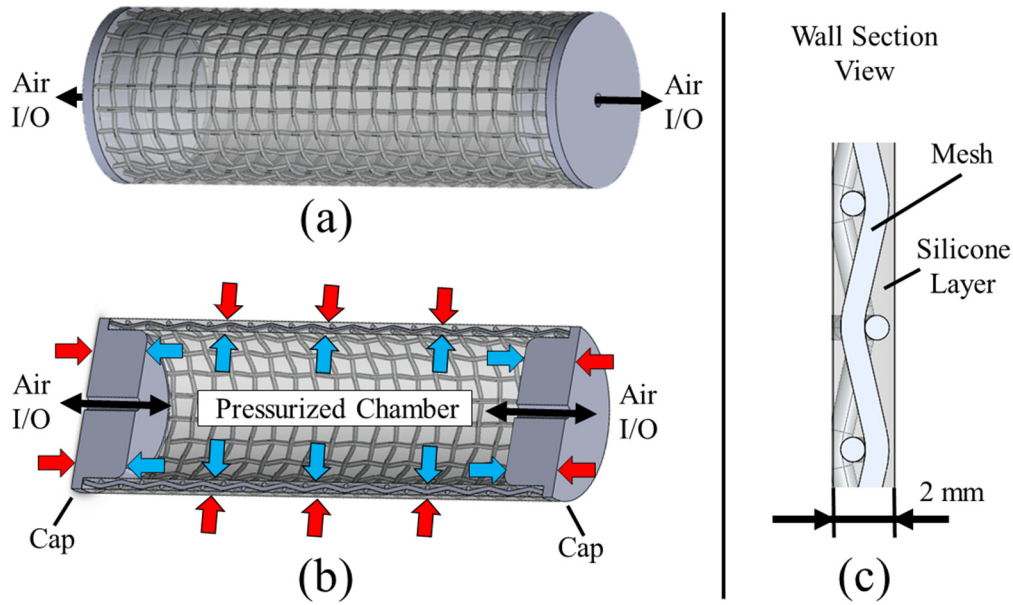 Air
I/O
Air
I/O
(a)
Air
I/O
Pressurized Chamber
Air
I/O
Cap
Cap
(b)
Wall Section
View
Mesh
Silicone
Layer
2 mm
(c)